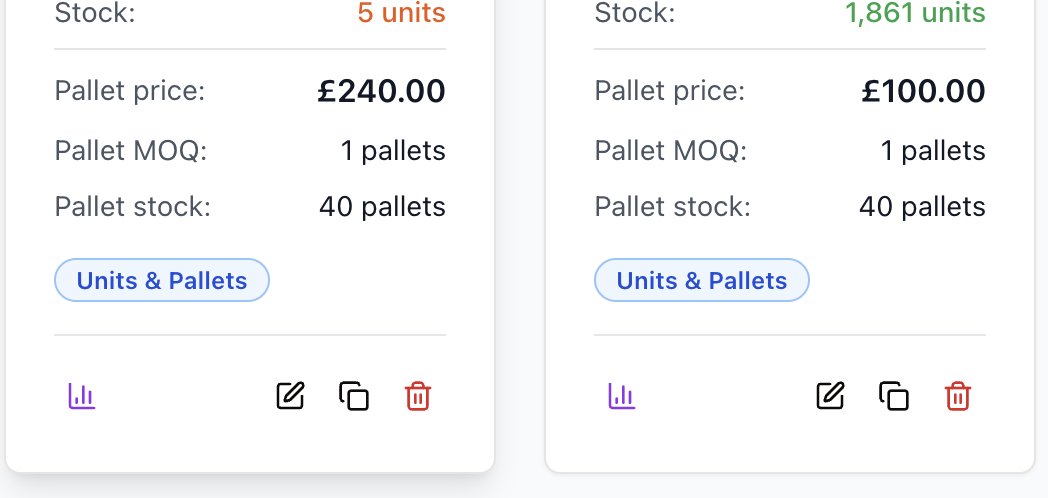 Stock: 5 units
Pallet price: £240.00
Pallet MOQ: 1 pallets
Pallet stock: 40 pallets
Units & Pallets
Stock: 1,861 units
Pallet price: £100.00
Pallet MOQ: 1 pallets
Pallet stock: 40 pallets
Units & Pallets